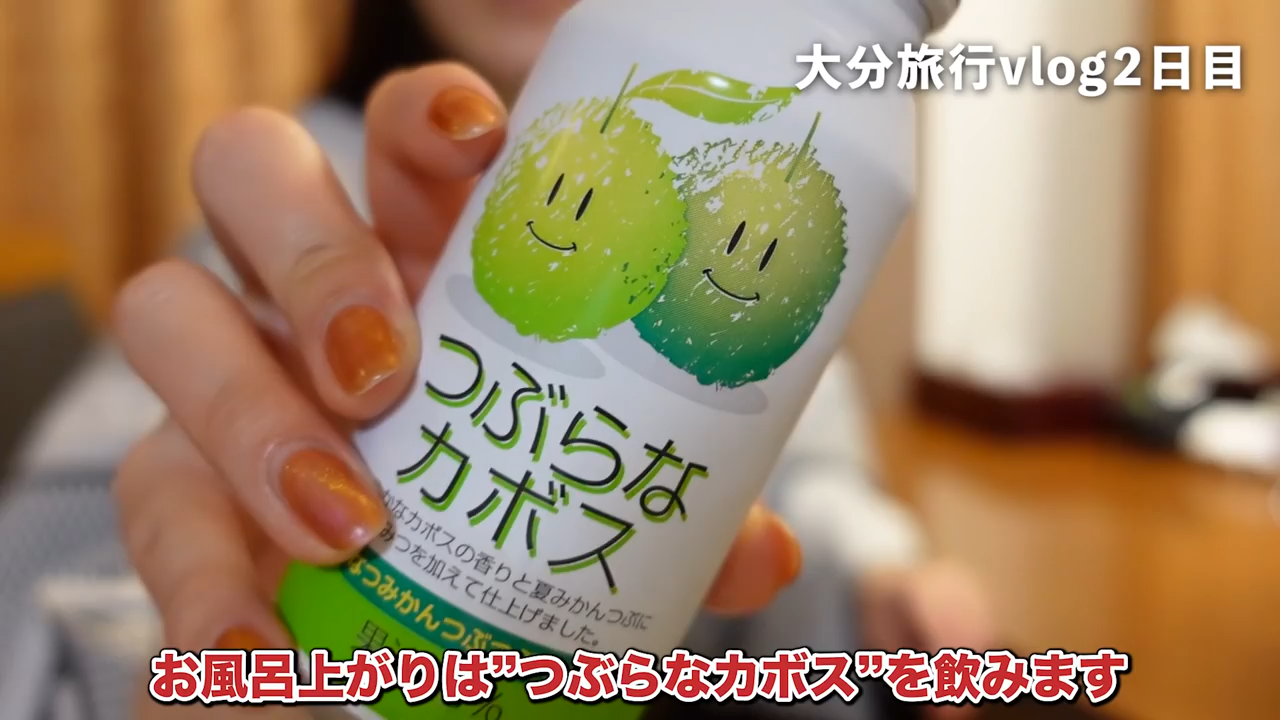 大分旅行vlog2日目
つぶらな
カボス
かなカボスの香りと夏みかんつぶに
みつを加えて仕上げました。
なつみかんつぶ
お風呂上がりは”つぶらなカボス”を飲みます